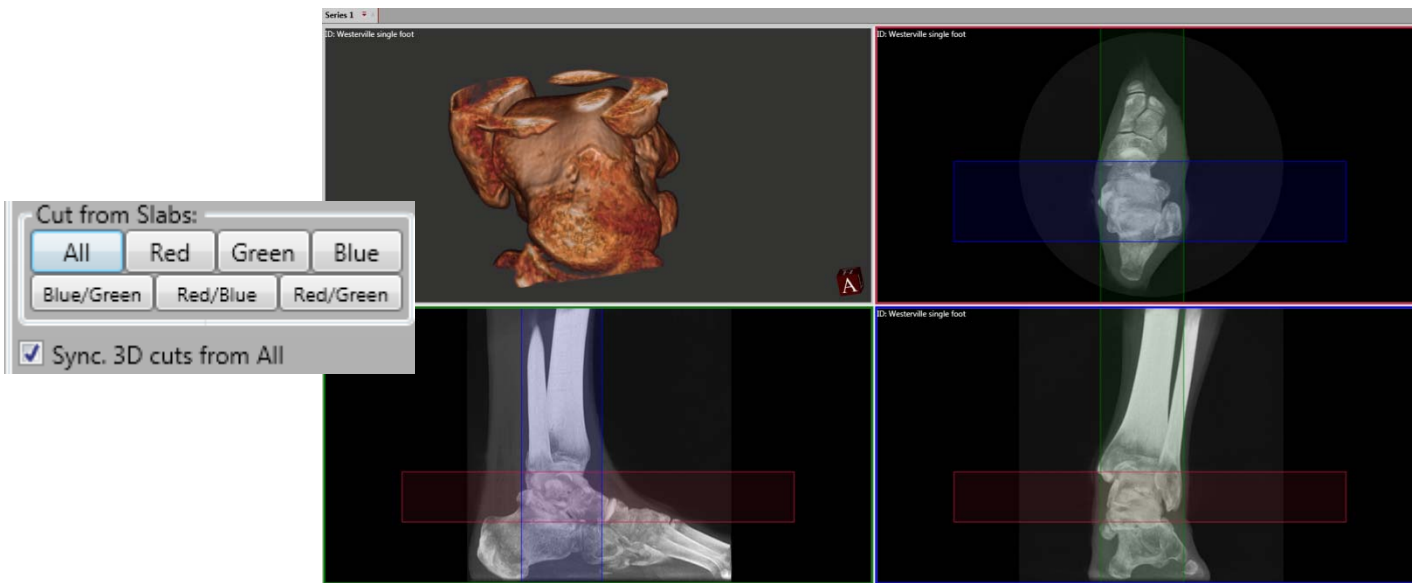 Series 1
ID: Westerville single foot
ID: Westerville single foot
Cut from Slabs:
All Red Green Blue
Blue/Green Red/Blue Red/Green
Sync. 3D cuts from All
A
ID: Westerville single foot